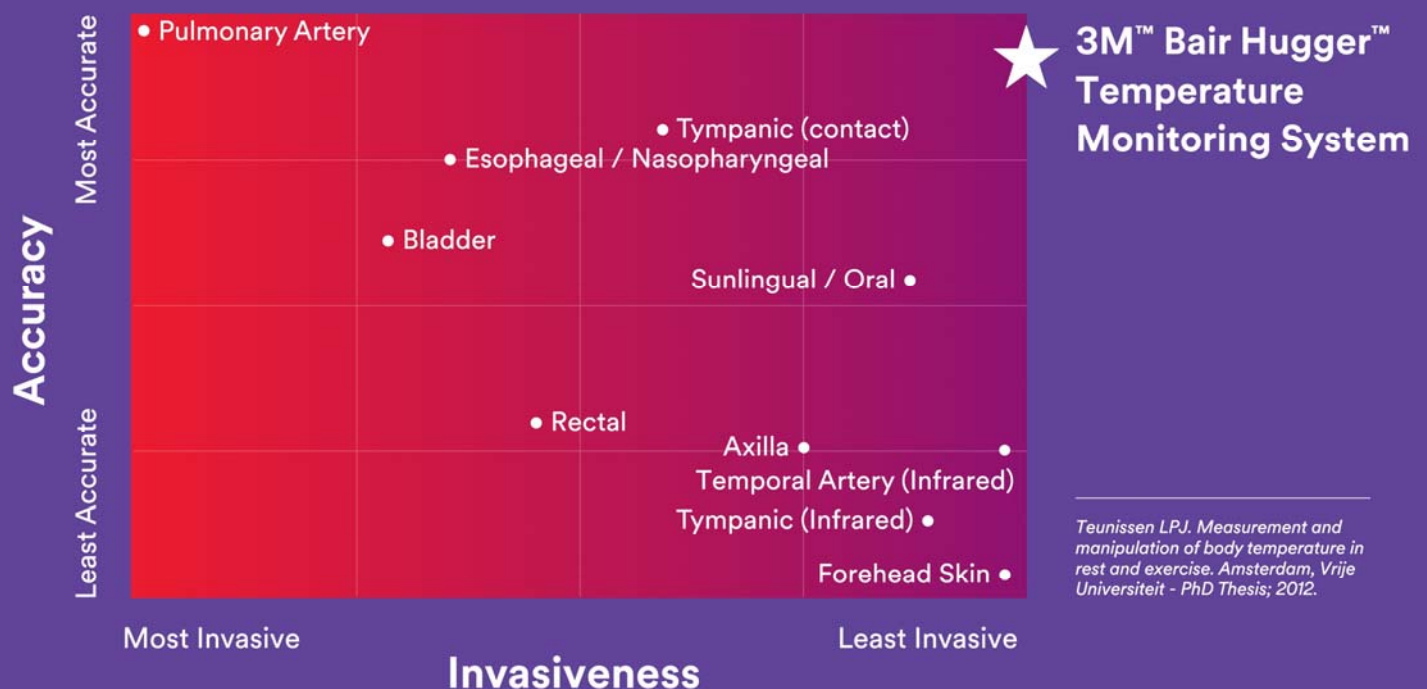 Pulmonary Artery
3M™ Bair Hugger™
Temperature
Monitoring System
Most Accurate
Tympanic (contact)
Esophageal / Nasopharyngeal
Bladder
Sunlingual / Oral
Accuracy
Rectal
Axilla
Temporal Artery (Infrared)
Least Accurate
Tympanic (Infrared)
Forehead Skin
Teunissen LPJ. Measurement and
manipulation of body temperature in
rest and exercise. Amsterdam, Vrije
Universiteit - PhD Thesis; 2012.
Most Invasive
Least Invasive
Invasiveness